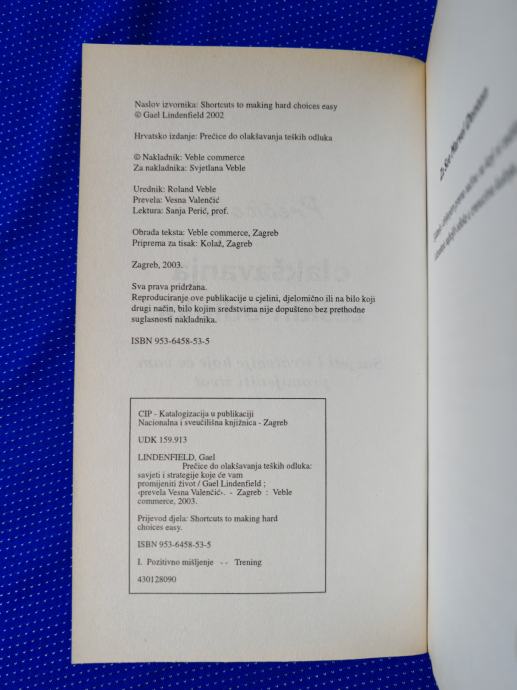 Naslov izvornika: Shortcuts to making hard choices easy
© Gael Lindenfield 2002
Hrvatsko izdanje: Prečice do olakšavanja teških odluka
© Nakladnik: Veble commerce
Za nakladnika: Svjetlana Veble
Urednik: Roland Veble
Prevela: Vesna Valenčić
Lektura: Sanja Perić, prof.
Obrada teksta: Veble commerce, Zagreb
Priprema za tisak: Kolaž, Zagreb
Zagreb, 2003.
Sva prava pridržana.
Reproduciranje ove publikacije u cjelini, djelomično ili na bilo koji
drugi način, bilo kojim sredstvima nije dopušteno bez prethodne
suglasnosti nakladnika.
ISBN 953-6458-53-5
CIP - Katalogizacija u publikaciji
Nacionalna i sveučilišna knjižnica - Zagreb
UDK 159.913
LINDENFIELD, Gael
Prečice do olakšavanja teških odluka:
savjeti i strategije koje će vam
promijeniti život / Gael Lindenfield ;
‹prevela Vesna Valenčić›. - Zagreb : Veble
commerce, 2003.
Prijevod djela: Shortcuts to making hard
choices easy.
ISBN 953-6458-53-5
I. Pozitivno mišljenje -- Trening
430128090